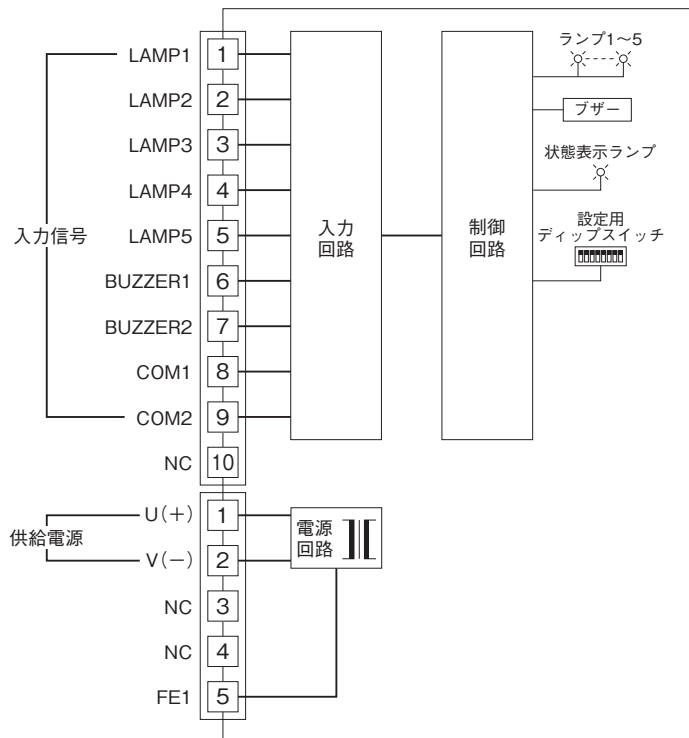 入力信号
LAMP1
1
LAMP2
2
LAMP3
3
LAMP4
4
LAMP5
5
BUZZER1
6
BUZZER2
7
COM1
8
COM2
9
NC
10
入力
回路
制御
回路
ランプ1~5
ブザー
状態表示ランプ
設定用
ディップスイッチ
供給電源
U(+)
1
V(-)
2
NC
3
NC
4
FE1
5
電源
回路